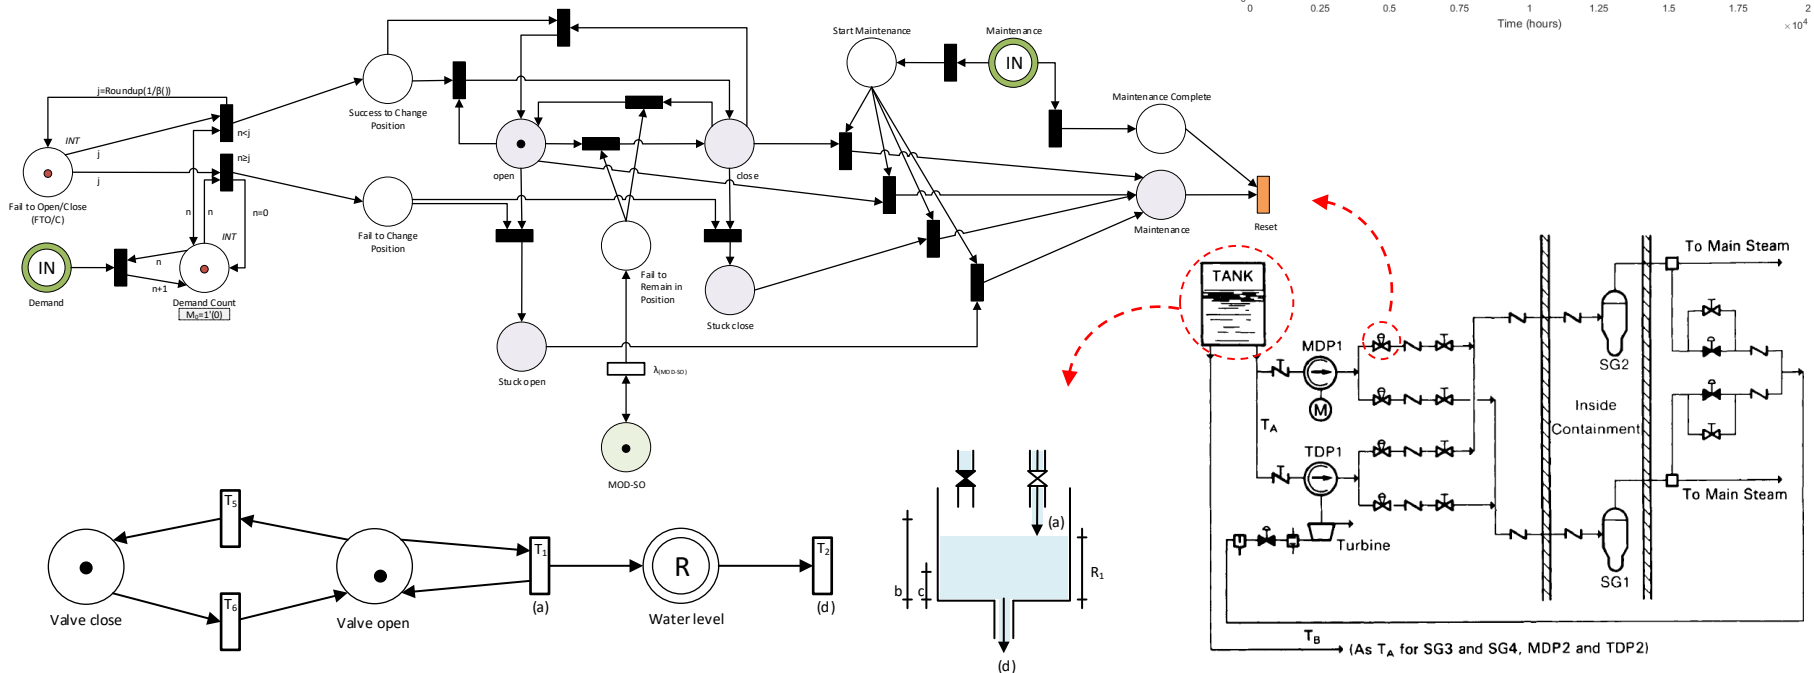 0
0.25
0.5
0.75
1
1.25
1.5
1.75
2
Time (hours)
×10⁴
Start Maintenance
Maintenance
IN
Maintenance Complete
j=Roundup(1/β())
Success to Change
Position
n<j
INT
j
n≥j
j
open
close
Fail to Open/Close
(FTO/C)
n
n
n=0
Fail to Change
Position
INT
Maintenance
Reset
IN
n
n+1
Demand
Demand Count
M₀=1'(0)
Fail to
Remain in
Position
Stuck close
Stuck open
λ(MOD-SO)
MOD-SO
TANK
To Main Steam
MDP1
M
SG2
Inside
Containment
T_A
TDP1
To Main Steam
Turbine
SG1
T_B
(As T_A for SG3 and SG4, MDP2 and TDP2)
T₅
T₁
T₂
R
T₆
Valve close
Valve open
(a)
Water level
(d)
(a)
b
c
R₁
(d)